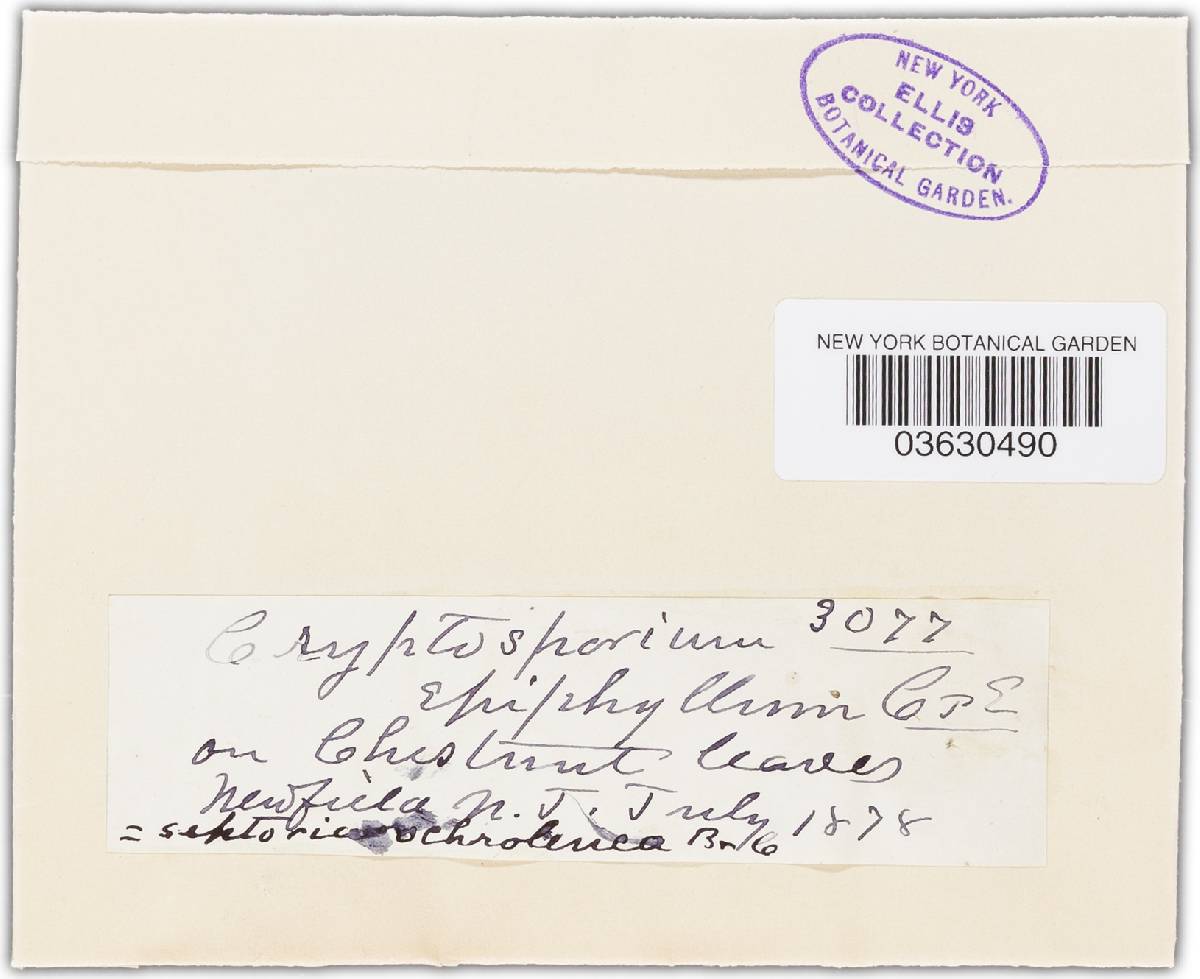 NEW YORK
ELLIS
COLLECTION
BOTANICAL GARDEN.
NEW YORK BOTANICAL GARDEN
03630490
Cryptosporium 3077
epiphyllum C & E
on Chestnut leaves
Newfield N. J. July 1878
= septoria ochroleuca B &C